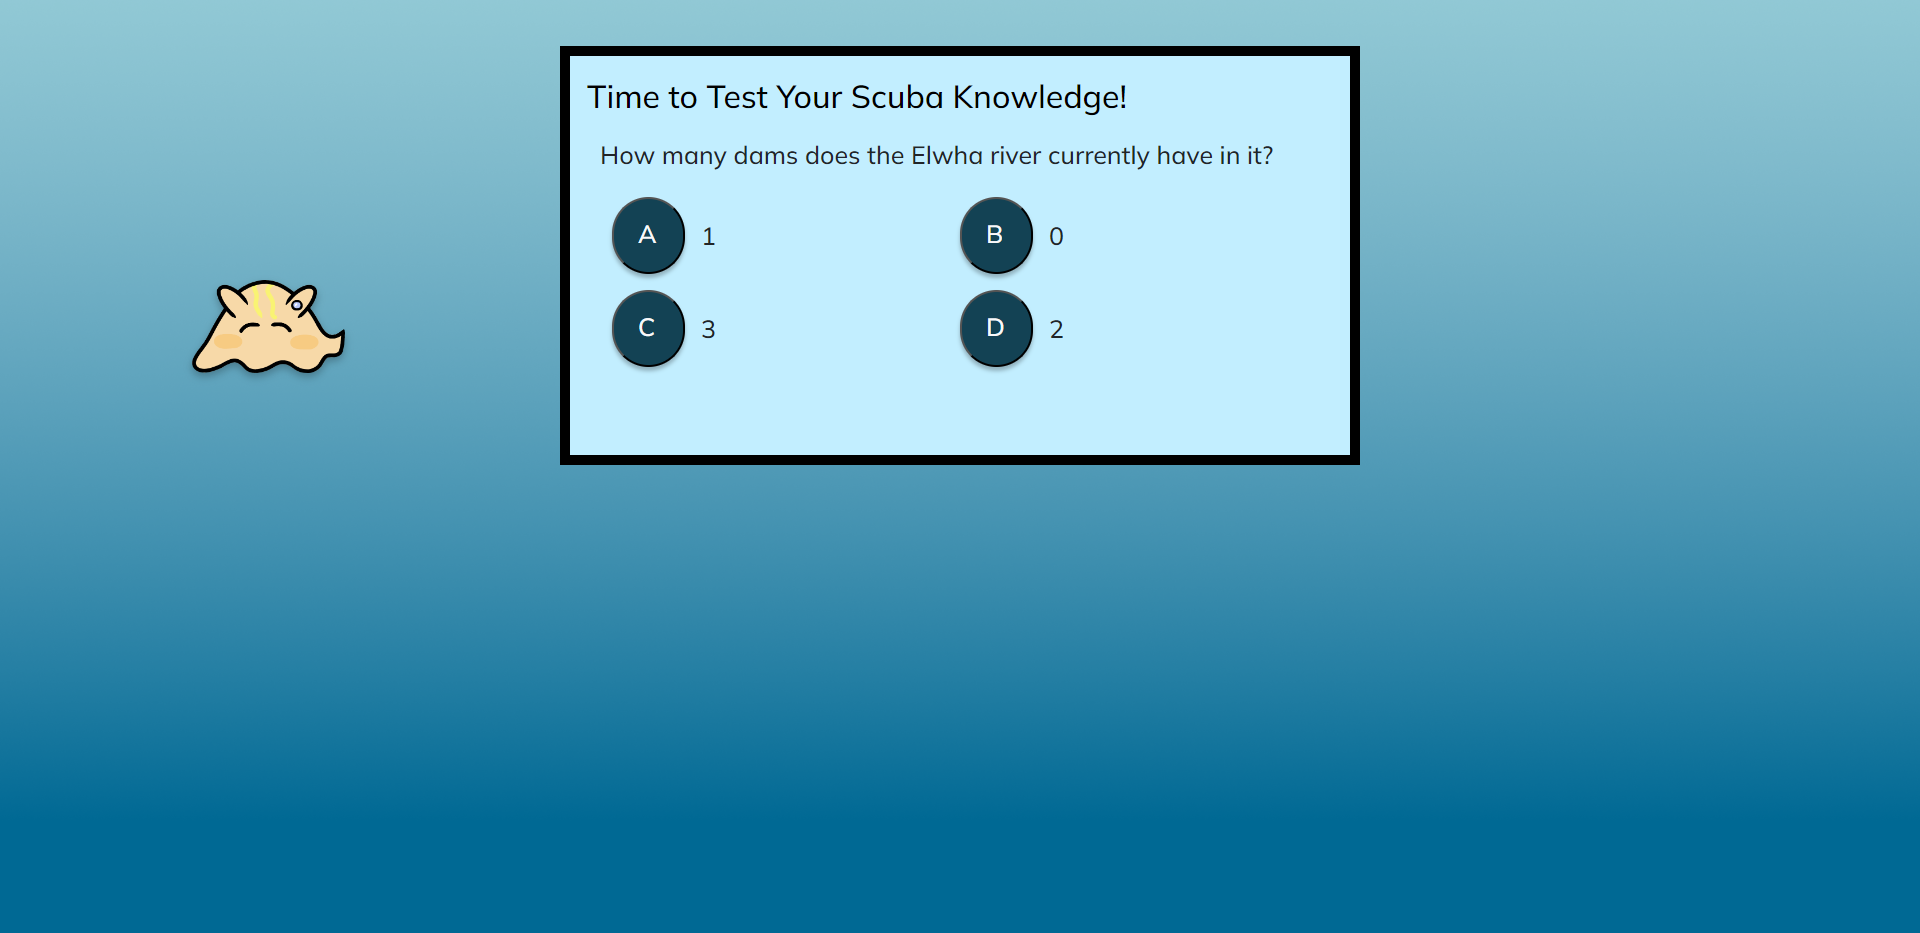 Time to Test Your Scuba Knowledge!
How many dams does the Elwha river currently have in it?
A 1 B 0
C 3 D 2